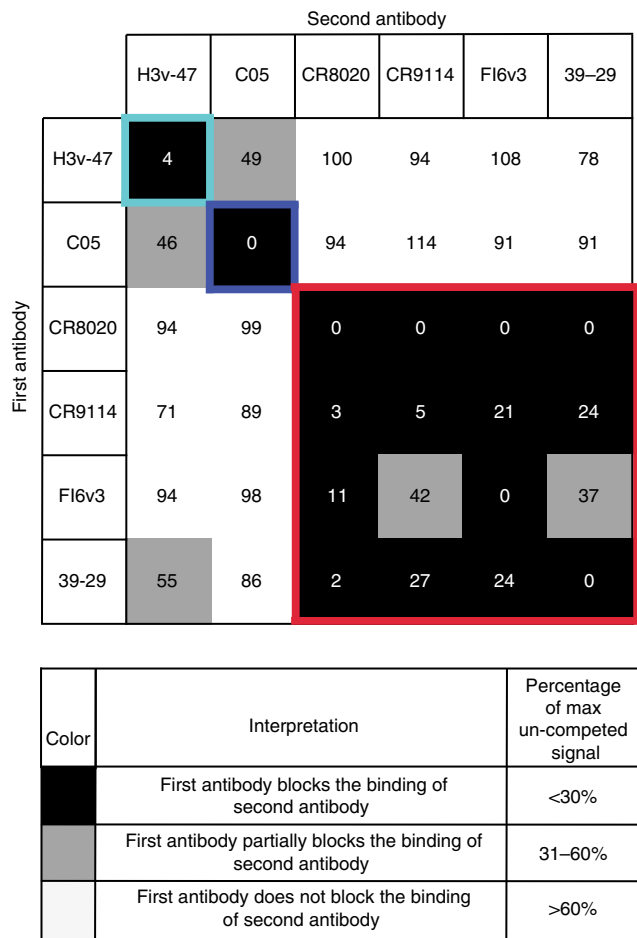 Second antibody
H3v-47 C05 CR8020 CR9114 FI6v3 39–29
First antibody
H3v-47 4 49 100 94 108 78
C05 46 0 94 114 91 91
CR8020 94 99 0 0 0 0
CR9114 71 89 3 5 21 24
FI6v3 94 98 11 42 0 37
39-29 55 86 2 27 24 0
Color Interpretation Percentage
of max
un-competed
signal
First antibody blocks the binding of
second antibody
<30%
First antibody partially blocks the binding of
second antibody
31–60%
First antibody does not block the binding
of second antibody
>60%